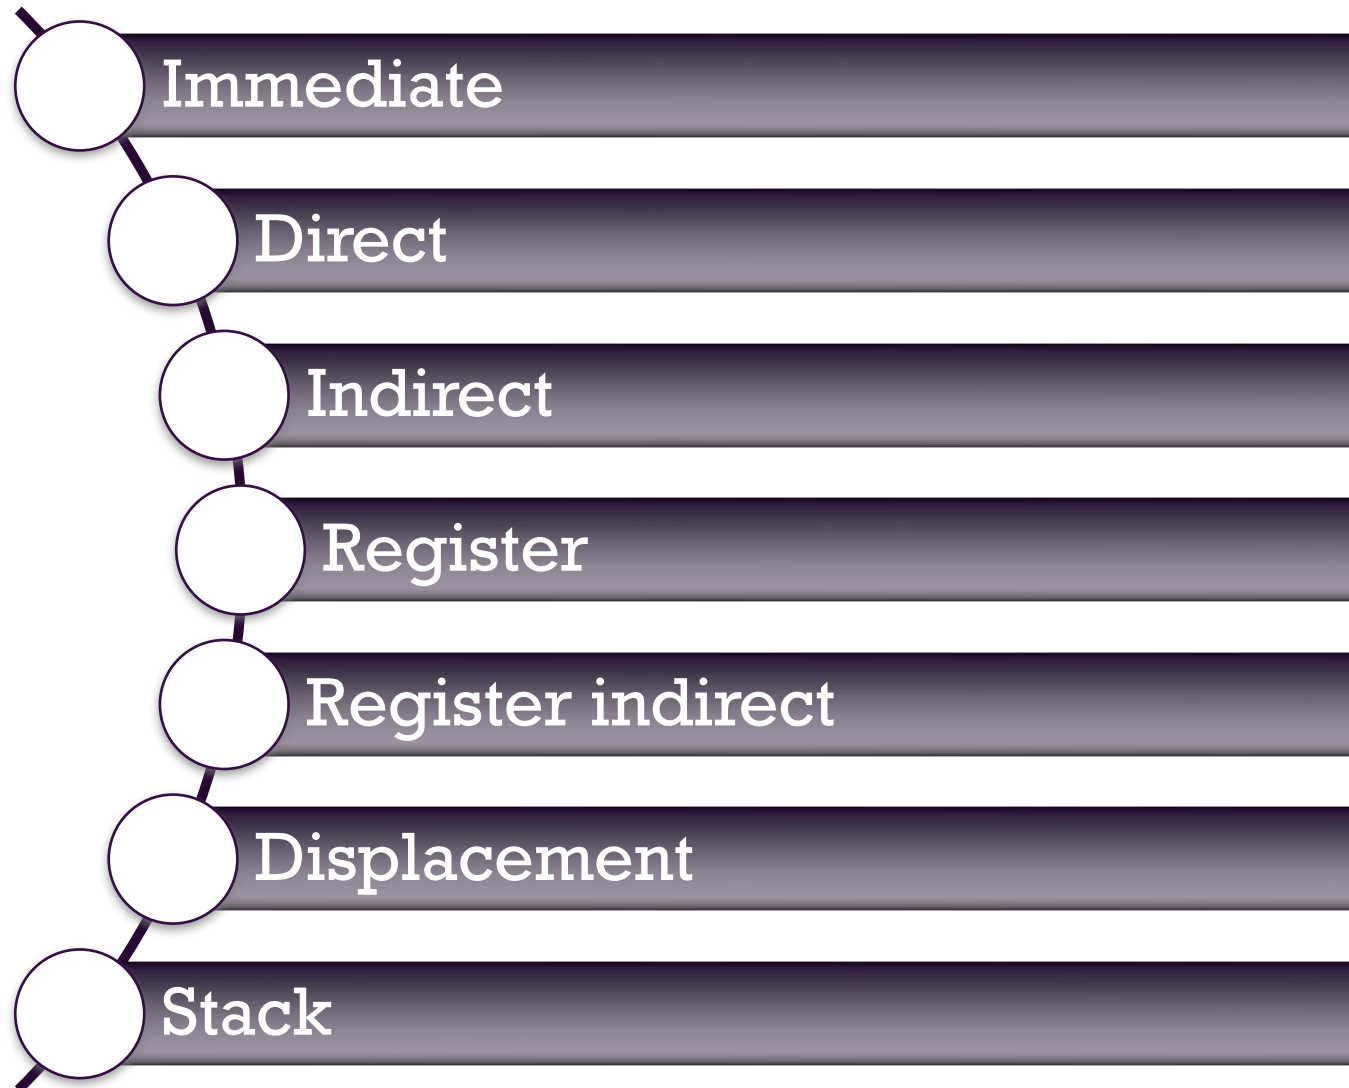 Immediate
Direct
Indirect
Register
Register indirect
Displacement
Stack